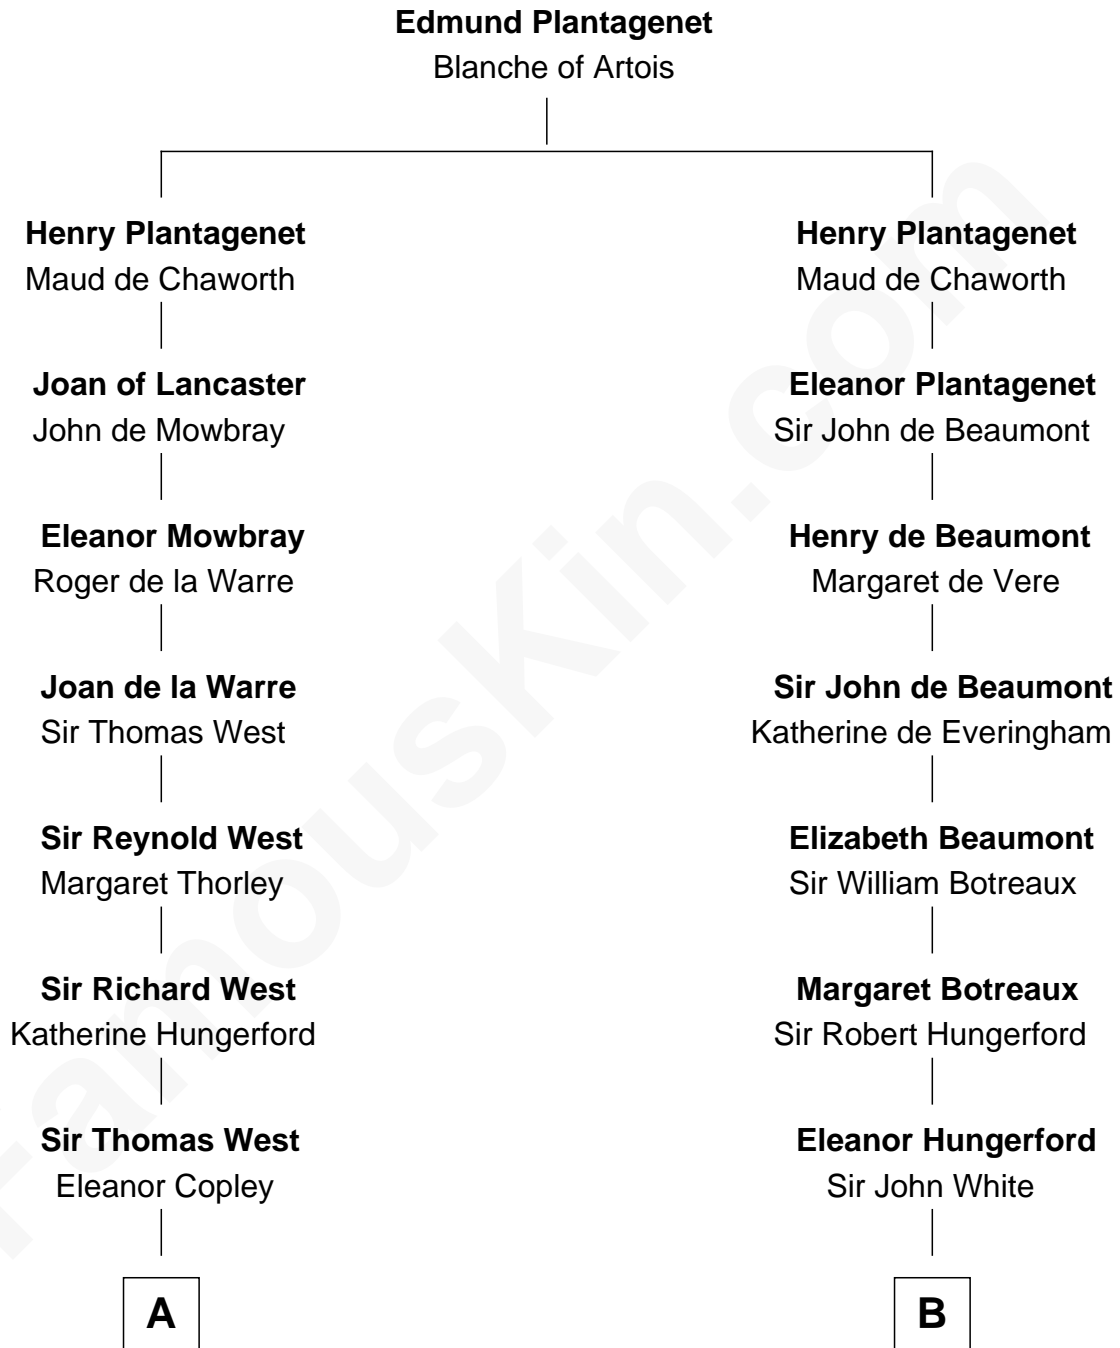 Edmund Plantagenet
Blanche of Artois
Henry Plantagenet
Maud de Chaworth
Henry Plantagenet
Maud de Chaworth
Joan of Lancaster
John de Mowbray
Eleanor Plantagenet
Sir John de Beaumont
Eleanor Mowbray
Roger de la Warre
Henry de Beaumont
Margaret de Vere
Joan de la Warre
Sir Thomas West
Sir John de Beaumont
Katherine de Everingham
Sir Reynold West
Margaret Thorley
Elizabeth Beaumont
Sir William Botreaux
Sir Richard West
Katherine Hungerford
Margaret Botreaux
Sir Robert Hungerford
Sir Thomas West
Eleanor Copley
Eleanor Hungerford
Sir John White
A
B
FamousKin.com